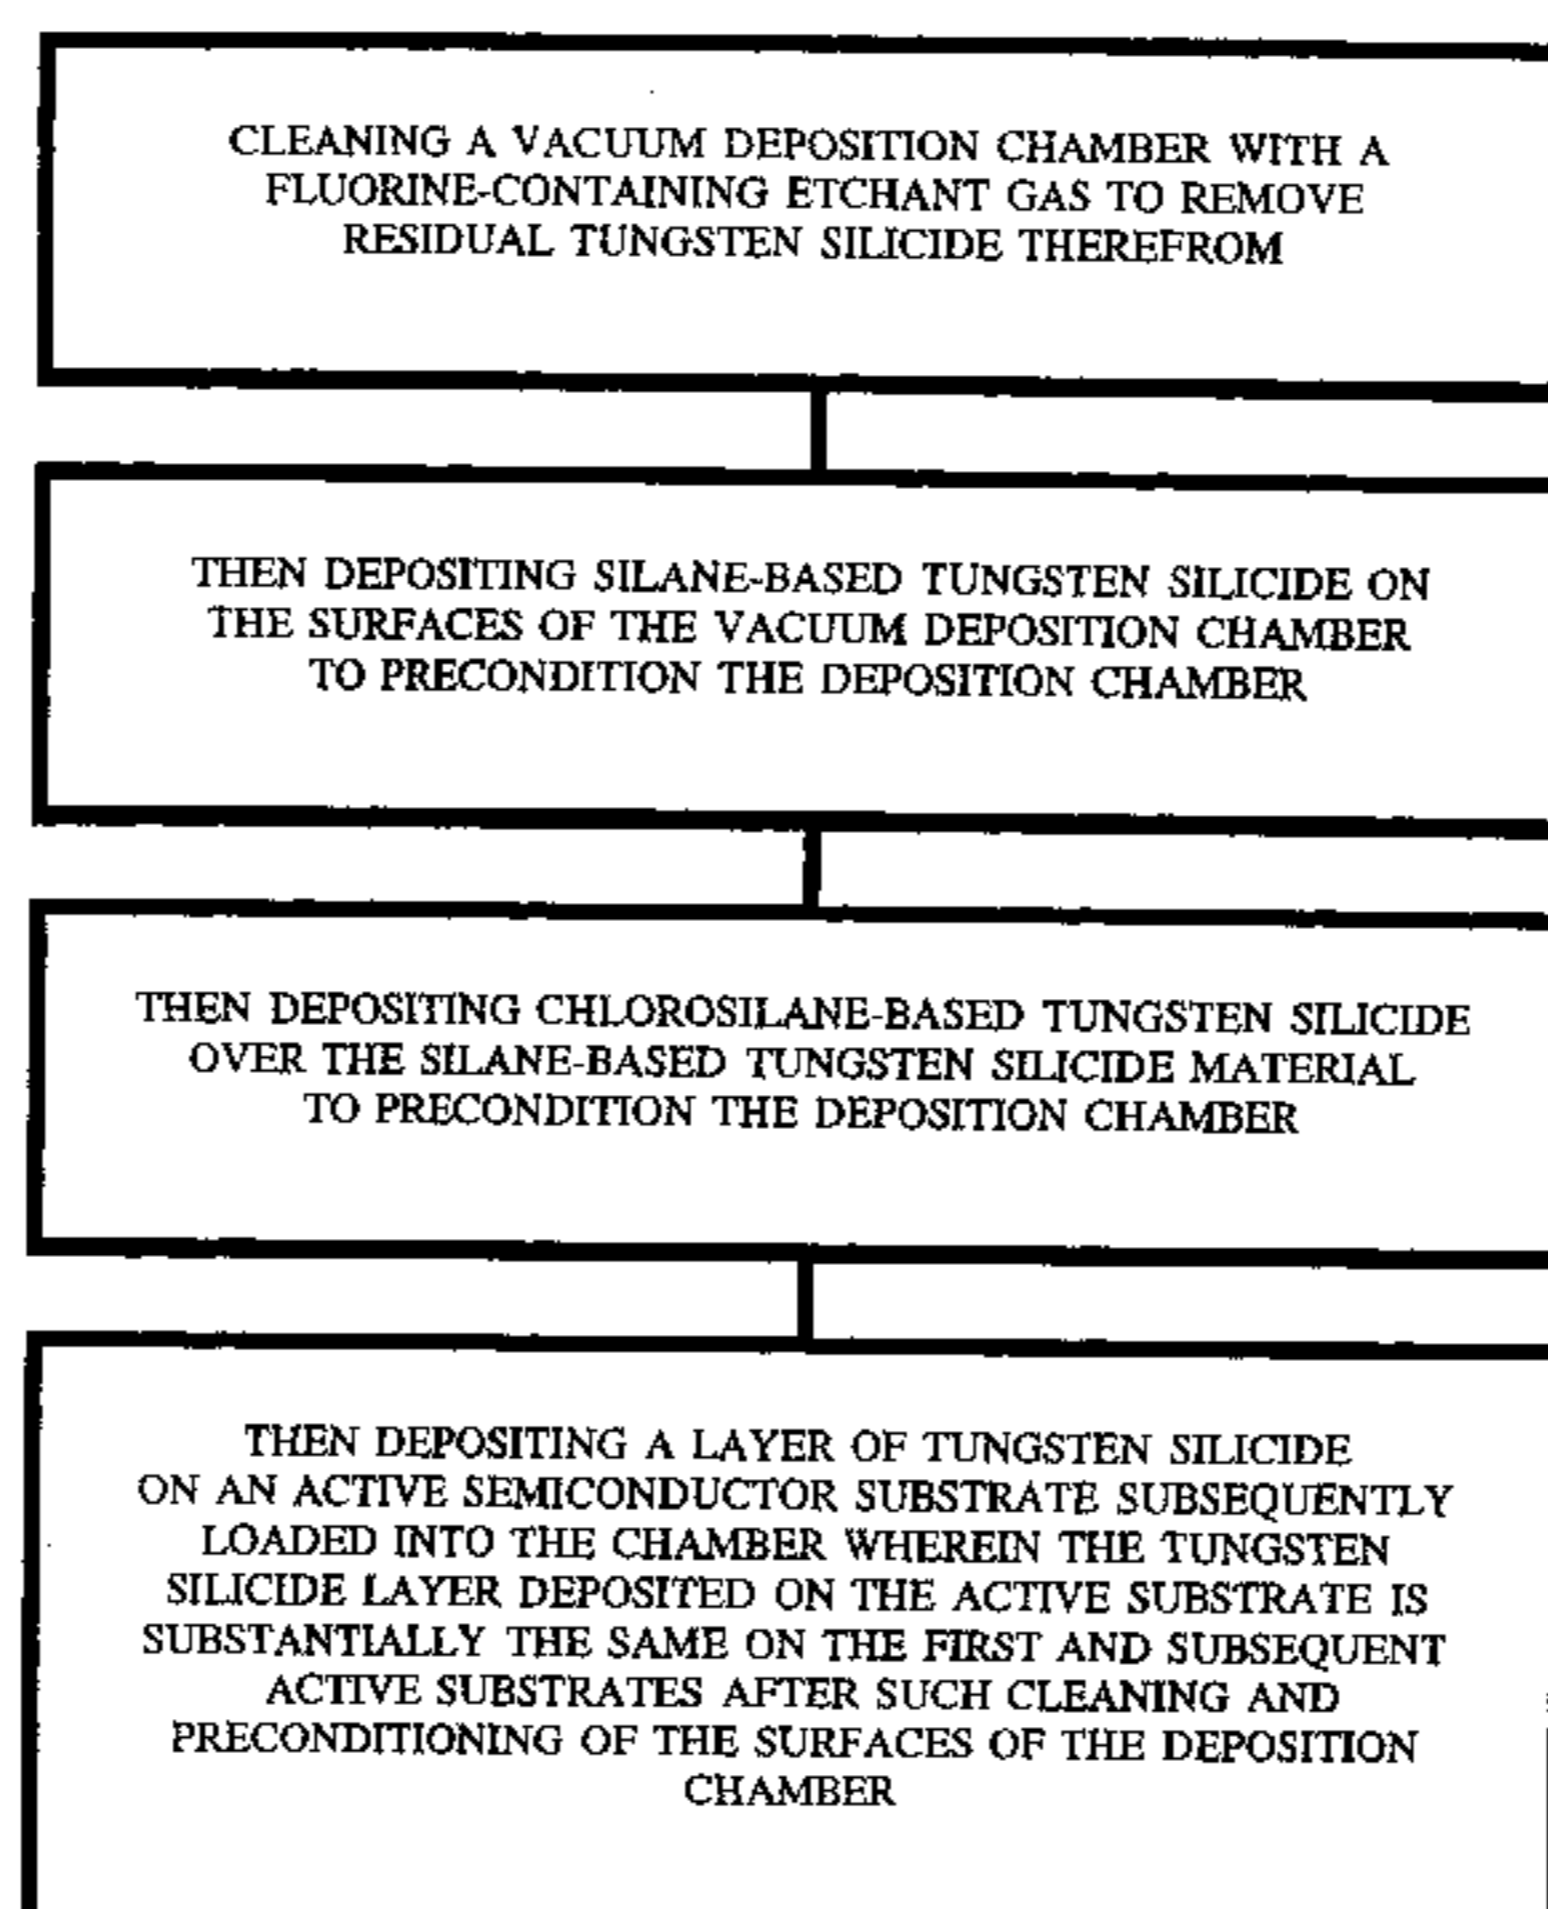 CLEANING A VACUUM DEPOSITION CHAMBER WITH A
FLUORINE-CONTAINING ETCHANT GAS TO REMOVE
RESIDUAL TUNGSTEN SILICIDE THEREFROM
THEN DEPOSITING SILANE-BASED TUNGSTEN SILICIDE ON
THE SURFACES OF THE VACUUM DEPOSITION CHAMBER
TO PRECONDITION THE DEPOSITION CHAMBER
THEN DEPOSITING CHLOROSILANE-BASED TUNGSTEN SILICIDE
OVER THE SILANE-BASED TUNGSTEN SILICIDE MATERIAL
TO PRECONDITION THE DEPOSITION CHAMBER
THEN DEPOSITING A LAYER OF TUNGSTEN SILICIDE
ON AN ACTIVE SEMICONDUCTOR SUBSTRATE SUBSEQUENTLY
LOADED INTO THE CHAMBER WHEREIN THE TUNGSTEN
SILICIDE LAYER DEPOSITED ON THE ACTIVE SUBSTRATE IS
SUBSTANTIALLY THE SAME ON THE FIRST AND SUBSEQUENT
ACTIVE SUBSTRATES AFTER SUCH CLEANING AND
PRECONDITIONING OF THE SURFACES OF THE DEPOSITION
CHAMBER